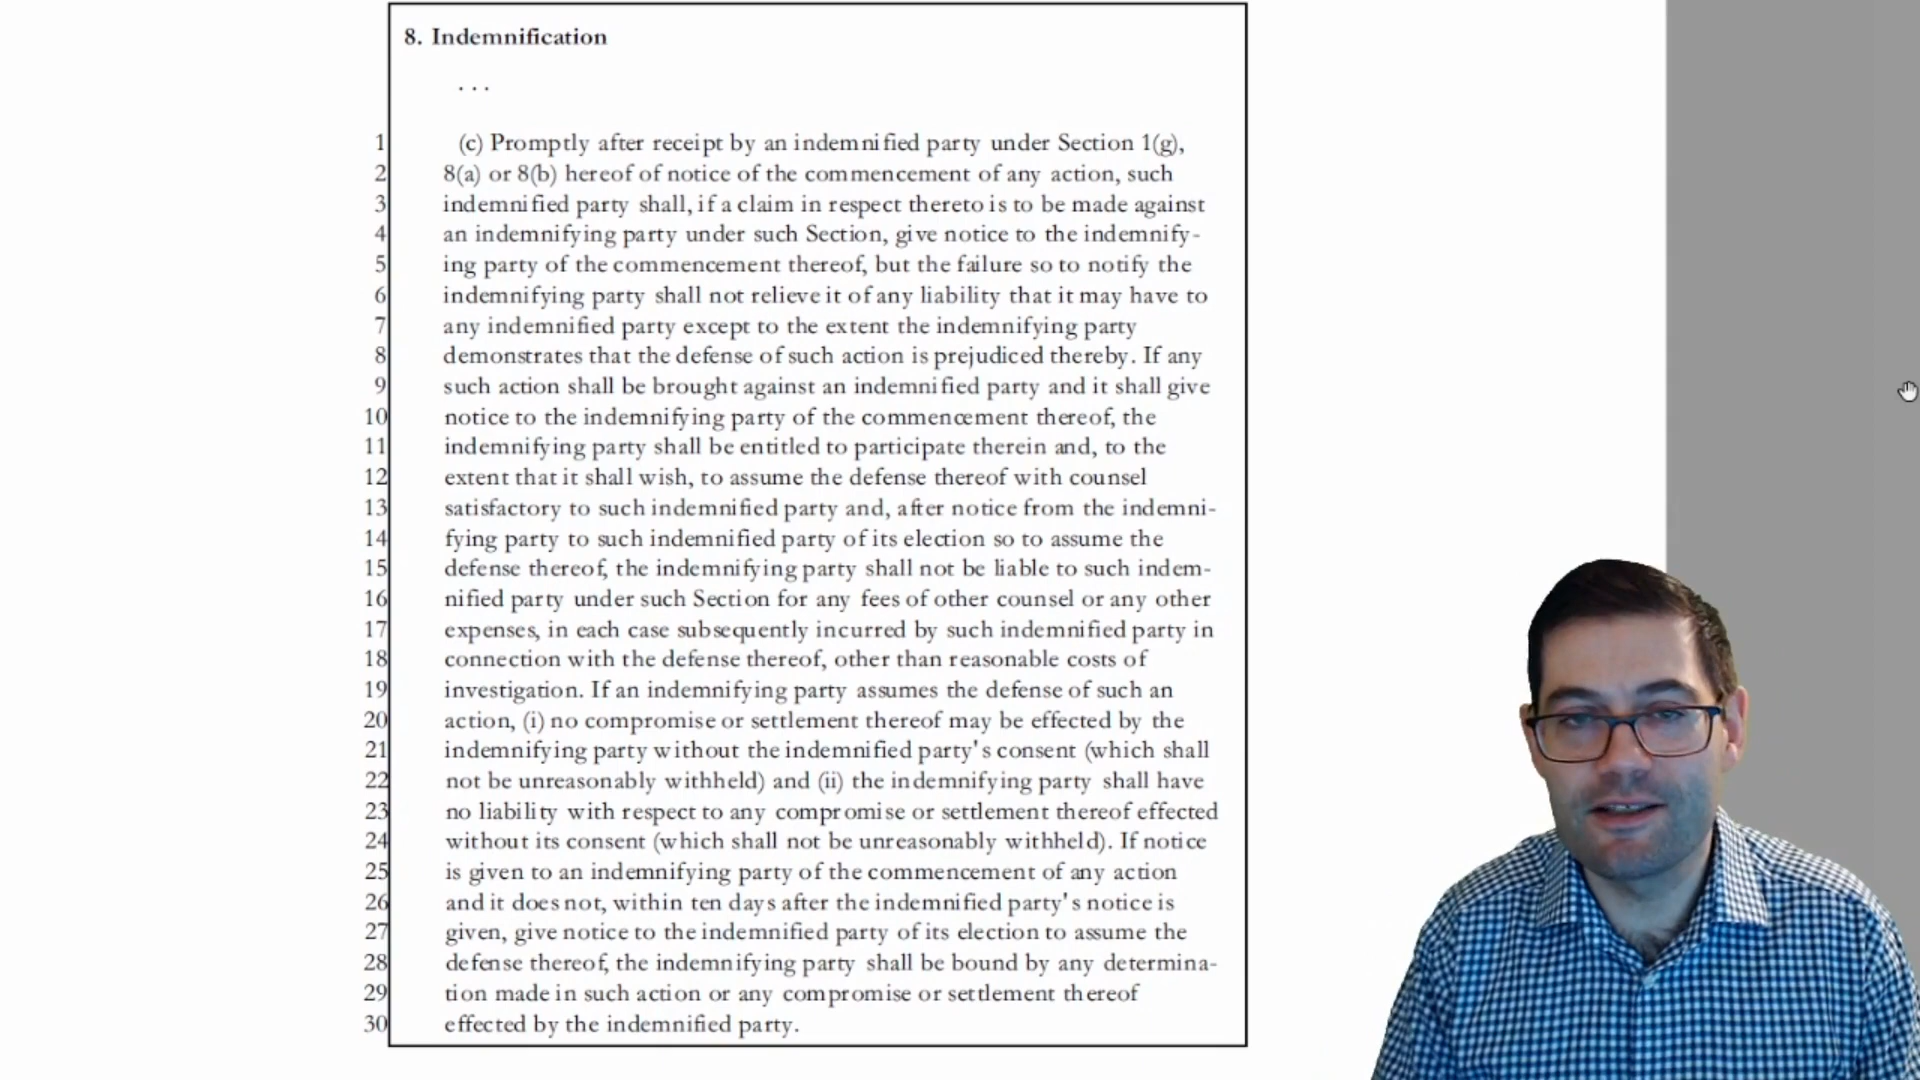 8. Indemnification
...
1 (c) Promptly after receipt by an indemnified party under Section 1(g),
2 8(a) or 8(b) hereof of notice of the commencement of any action, such
3 indemnified party shall, if a claim in respect thereto is to be made against
4 an indemnifying party under such Section, give notice to the indemnify-
5 ing party of the commencement thereof, but the failure so to notify the
6 indemnifying party shall not relieve it of any liability that it may have to
7 any indemnified party except to the extent the indemnifying party
8 demonstrates that the defense of such action is prejudiced thereby. If any
9 such action shall be brought against an indemnified party and it shall give
10 notice to the indemnifying party of the commencement thereof, the
11 indemnifying party shall be entitled to participate therein and, to the
12 extent that it shall wish, to assume the defense thereof with counsel
13 satisfactory to such indemnified party and, after notice from the indemni-
14 fying party to such indemnified party of its election so to assume the
15 defense thereof, the indemnifying party shall not be liable to such indem-
16 nified party under such Section for any fees of other counsel or any other
17 expenses, in each case subsequently incurred by such indemnified party in
18 connection with the defense thereof, other than reasonable costs of
19 investigation. If an indemnifying party assumes the defense of such an
20 action, (i) no compromise or settlement thereof may be effected by the
21 indemnifying party without the indemnified party's consent (which shall
22 not be unreasonably withheld) and (ii) the indemnifying party shall have
23 no liability with respect to any compromise or settlement thereof effected
24 without its consent (which shall not be unreasonably withheld). If notice
25 is given to an indemnifying party of the commencement of any action
26 and it does not, within ten days after the indemnified party's notice is
27 given, give notice to the indemnified party of its election to assume the
28 defense thereof, the indemnifying party shall be bound by any determina-
29 tion made in such action or any compromise or settlement thereof
30 effected by the indemnified party.